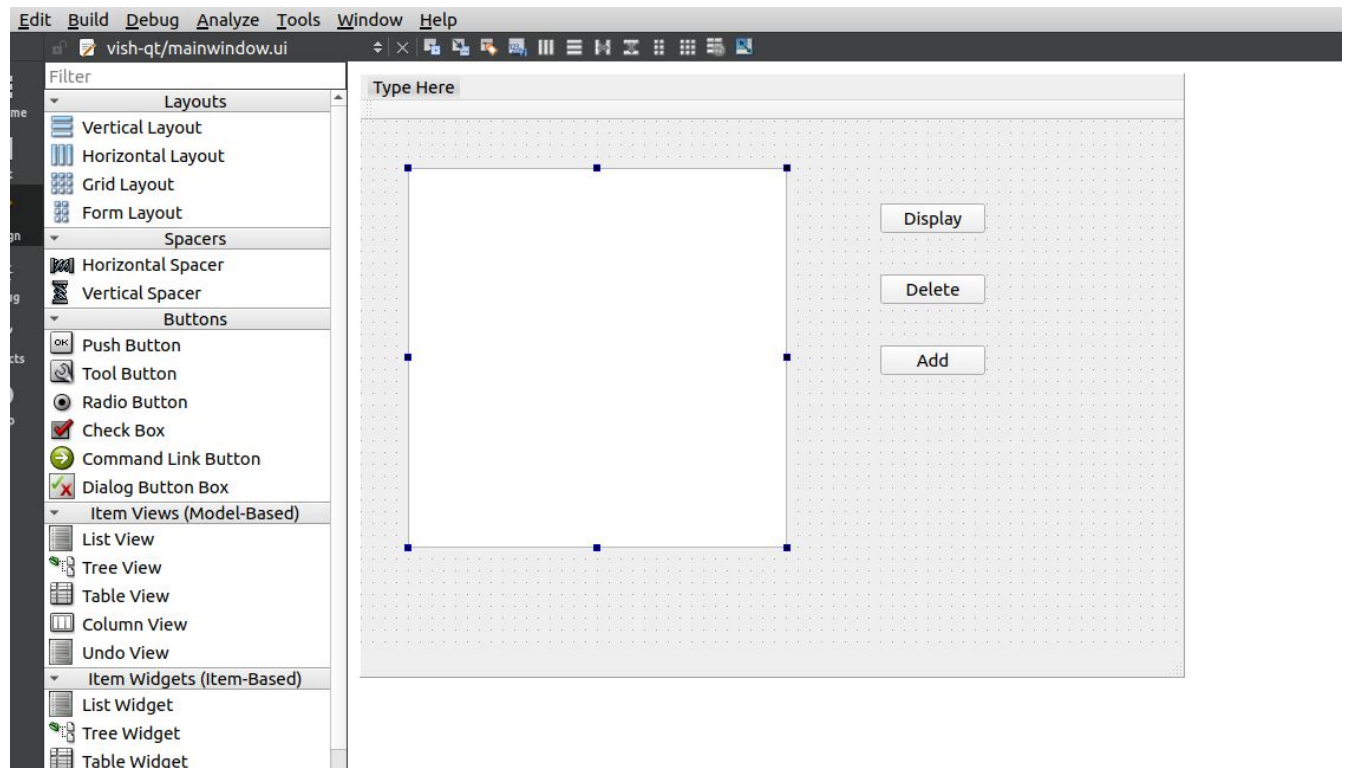 Edit Build Debug Analyze Tools Window Help
vish-qt/mainwindow.ui
Filter
Layouts
Vertical Layout
Horizontal Layout
Grid Layout
Form Layout
Spacers
Horizontal Spacer
Vertical Spacer
Buttons
Push Button
Tool Button
Radio Button
Check Box
Command Link Button
Dialog Button Box
Item Views (Model-Based)
List View
Tree View
Table View
Column View
Undo View
Item Widgets (Item-Based)
List Widget
Tree Widget
Table Widget
Type Here
Display
Delete
Add